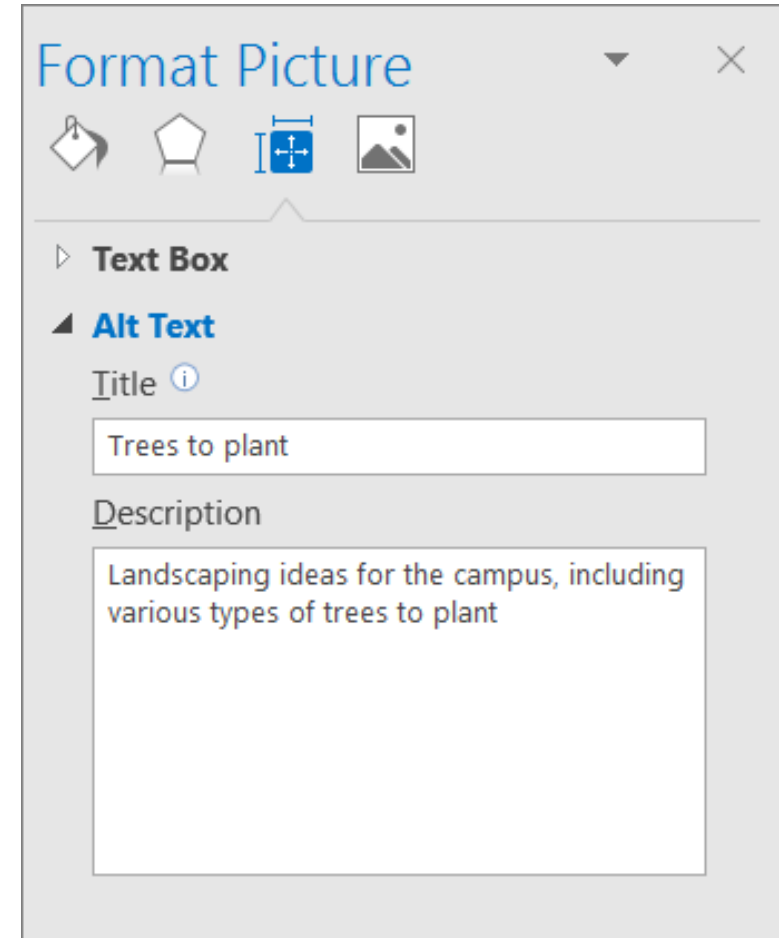 Format Picture
Text Box
Alt Text
Title
Trees to plant
Description
Landscaping ideas for the campus, including
various types of trees to plant